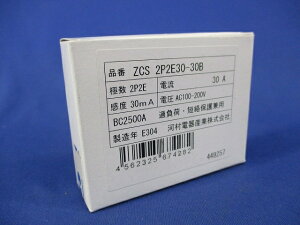 品番 ZCS 2P2E30-30B
極数 2P2E 電流 30 A
感度 30mA 電圧 AC100-200V
BC2500A 過負荷・短絡保護兼用
製造年 E304 河村電器産業株式会社
4 562325 674282
449257